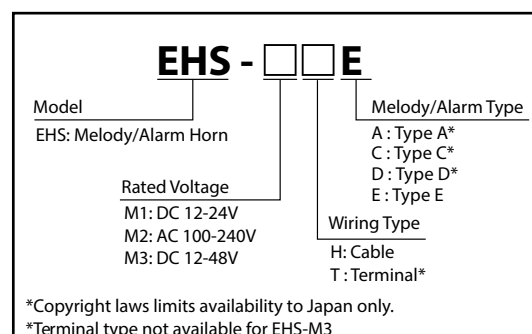 EHS - □□E
Model
EHS: Melody/Alarm Horn
Rated Voltage
M1: DC 12-24V
M2: AC 100-240V
M3: DC 12-48V
Melody/Alarm Type
A : Type A*
C : Type C*
D : Type D*
E : Type E
Wiring Type
H: Cable
T : Terminal*
*Copyright laws limits availability to Japan only.
*Terminal type not available for EHS-M3